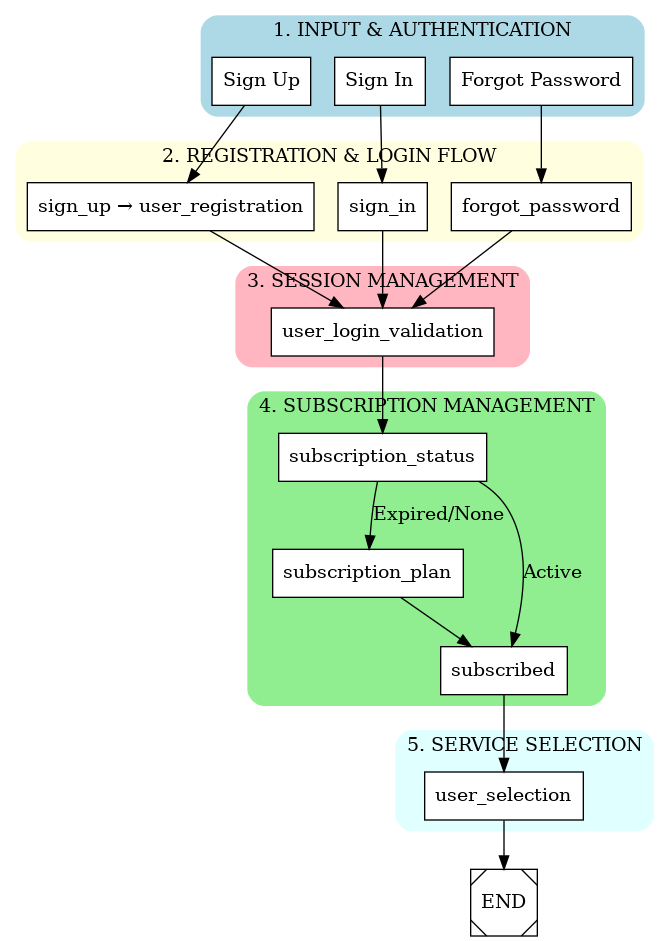 1. INPUT & AUTHENTICATION
Sign Up
Sign In
Forgot Password
2. REGISTRATION & LOGIN FLOW
sign_up → user_registration
sign_in
forgot_password
3. SESSION MANAGEMENT
user_login_validation
4. SUBSCRIPTION MANAGEMENT
subscription_status
Expired/None
subscription_plan
Active
subscribed
5. SERVICE SELECTION
user_selection
END